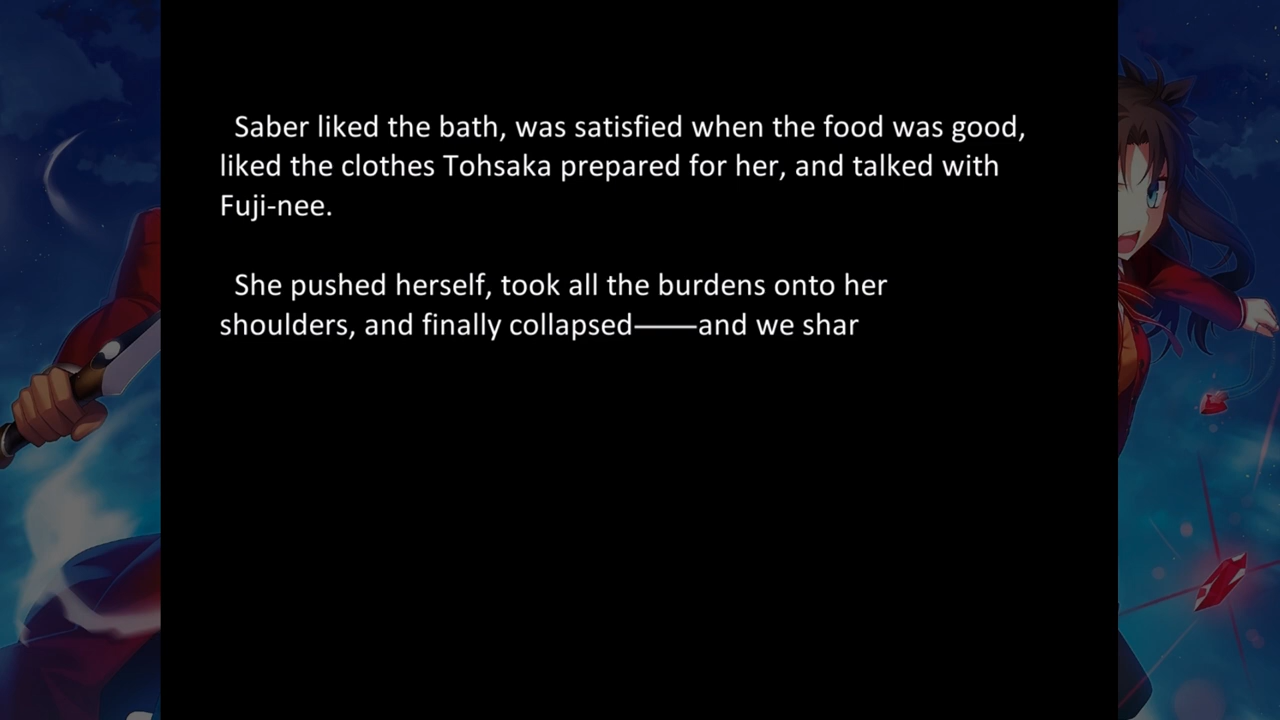 Saber liked the bath, was satisfied when the food was good,
liked the clothes Tohsaka prepared for her, and talked with
Fuji-nee.
She pushed herself, took all the burdens onto her
shoulders, and finally collapsed――and we shar